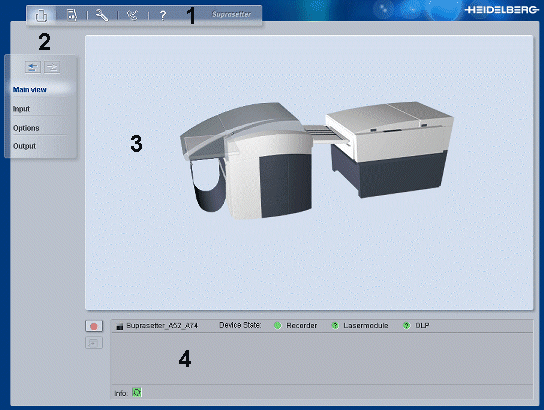 ? 1 Suprasetter
HEIDELBERG
2
Main view
Input
Options
Output
3
Suprasetter_A52_A74 Device State: Recorder Lasermodule DLP
4
Info: